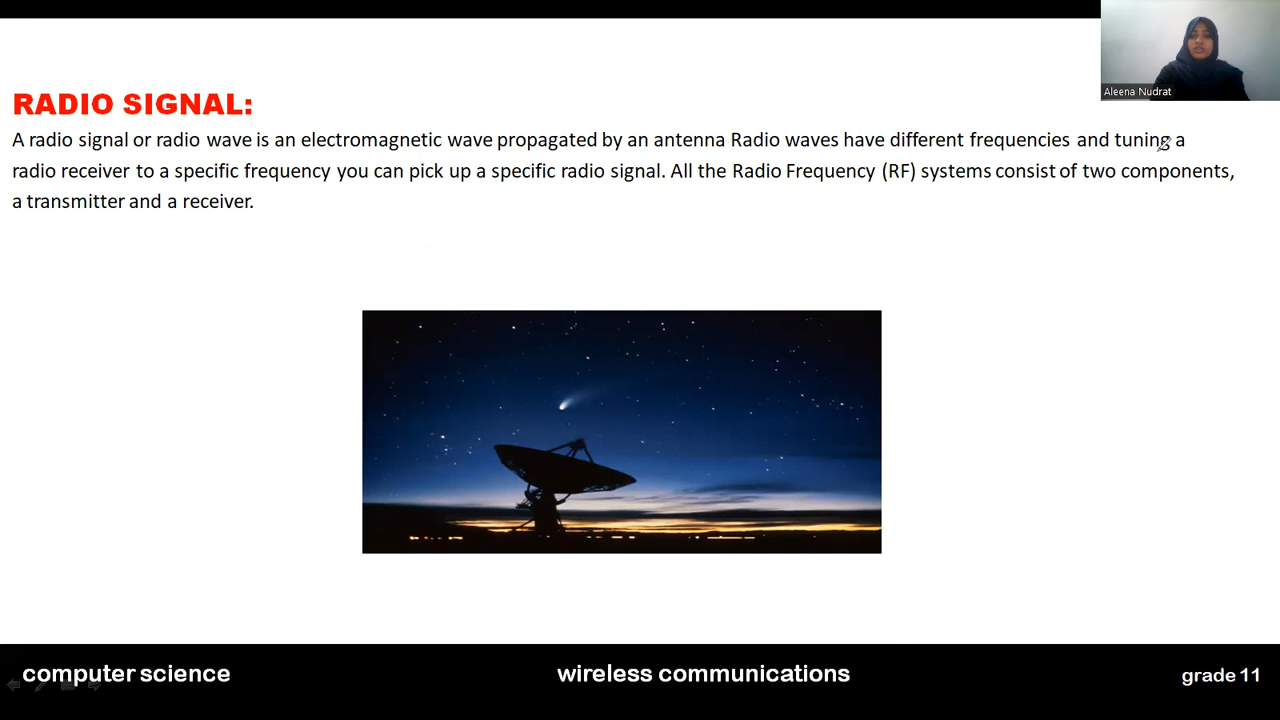 Aleena Nudrat
RADIO SIGNAL:
A radio signal or radio wave is an electromagnetic wave propagated by an antenna Radio waves have different frequencies and tuning a
radio receiver to a specific frequency you can pick up a specific radio signal. All the Radio Frequency (RF) systems consist of two components,
a transmitter and a receiver.
computer science
wireless communications
grade 11